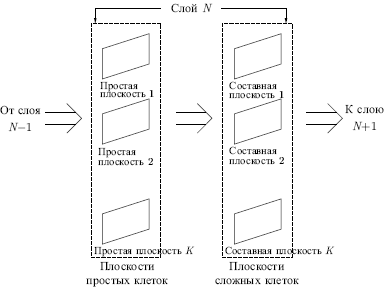 Слой N
Простая
плоскость 1
Составная
плоскость 1
От слоя
N−1
К слою
N+1
Простая
плоскость 2
Составная
плоскость 2
Простая плоскость K
Составная плоскость K
Плоскости
простых клеток
Плоскости
сложных клеток